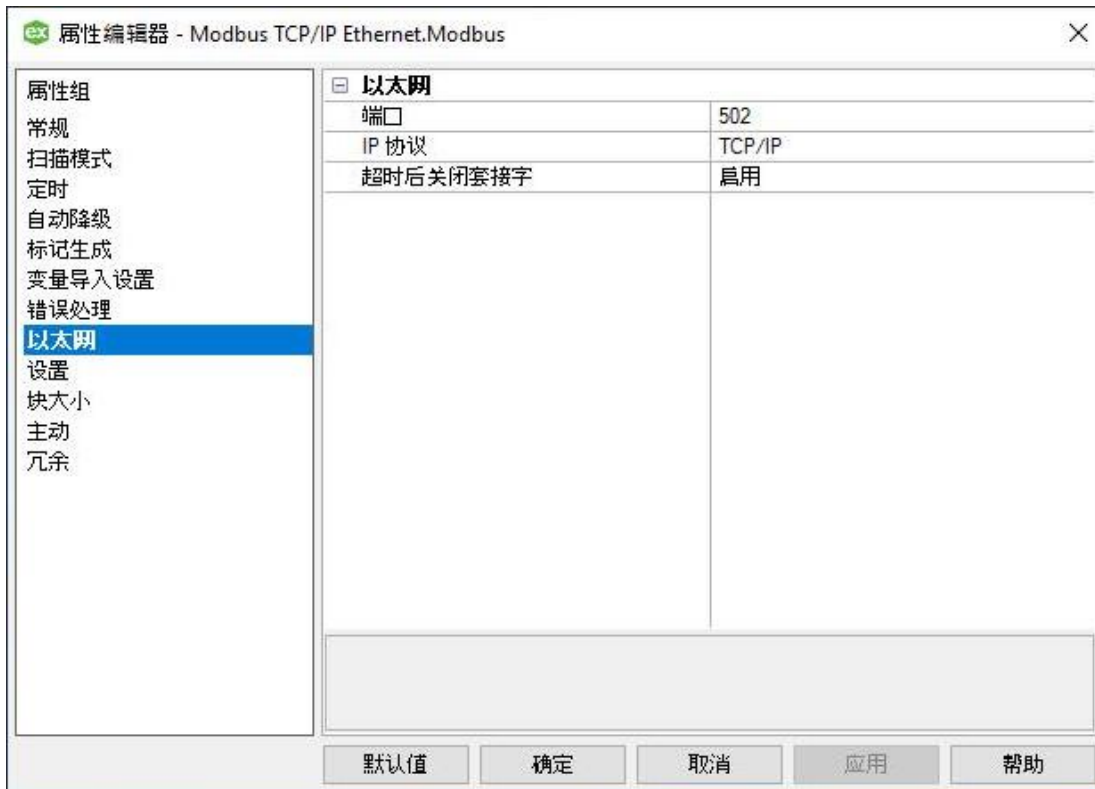 属性编辑器 - Modbus TCP/IP Ethernet.Modbus
属性组
常规
扫描模式
定时
自动降级
标记生成
变量导入设置
错误处理
以太网
设置
块大小
主动
冗余
以太网
端口 502
IP 协议 TCP/IP
超时后关闭套接字 启用
默认值 确定 取消 应用 帮助